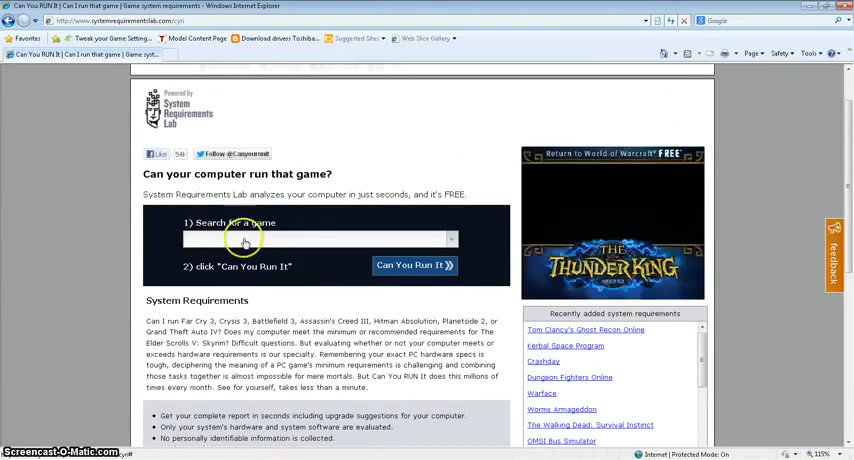 Can You RUN It | Can I run that game | Game system requirements - Windows Internet Explorer
http://www.systemrequirementslab.com/cyri
Google
Favorites
Tweak your Game Setting...
Model Content Page
Download drivers Toshiba...
Suggested Sites
Web Slice Gallery
Can You RUN It | Can I run that game | Game syst...
Page
Safety
Tools
Powered by
System
Requirements
Lab
Like
54k
Follow @Canyourunit
Can your computer run that game?
System Requirements Lab analyzes your computer in just seconds, and it's FREE.
1) Search for a game
2) click "Can You Run It"
Can You Run It
System Requirements
Can I run Far Cry 3, Crysis 3, Battlefield 3, Assassin's Creed III, Hitman Absolution, Planetside 2, or
Grand Theft Auto IV? Does my computer meet the minimum or recommended requirements for The
Elder Scrolls V: Skyrim? Difficult questions. But evaluating whether or not your computer meets or
exceeds hardware requirements is our specialty. Remembering your exact PC hardware specs is
tough, deciphering the meaning of a PC game's minimum requirements is challenging and combining
those tasks together is almost impossible for mere mortals. But Can You RUN It does this millions of
times every month. See for yourself, takes less than a minute.
Get your complete report in seconds including upgrade suggestions for your computer.
Only your system's hardware and system software are evaluated.
No personally identifiable information is collected.
Return to World of Warcraft FREE
THE
THUNDER KING
Recently added system requirements
Tom Clancy's Ghost Recon Online
Kerbal Space Program
Crashday
Dungeon Fighters Online
Warface
Worms Armageddon
The Walking Dead: Survival Instinct
OMSI Bus Simulator
feedback
Screencast-O-Matic.com
Internet | Protected Mode: On
115%